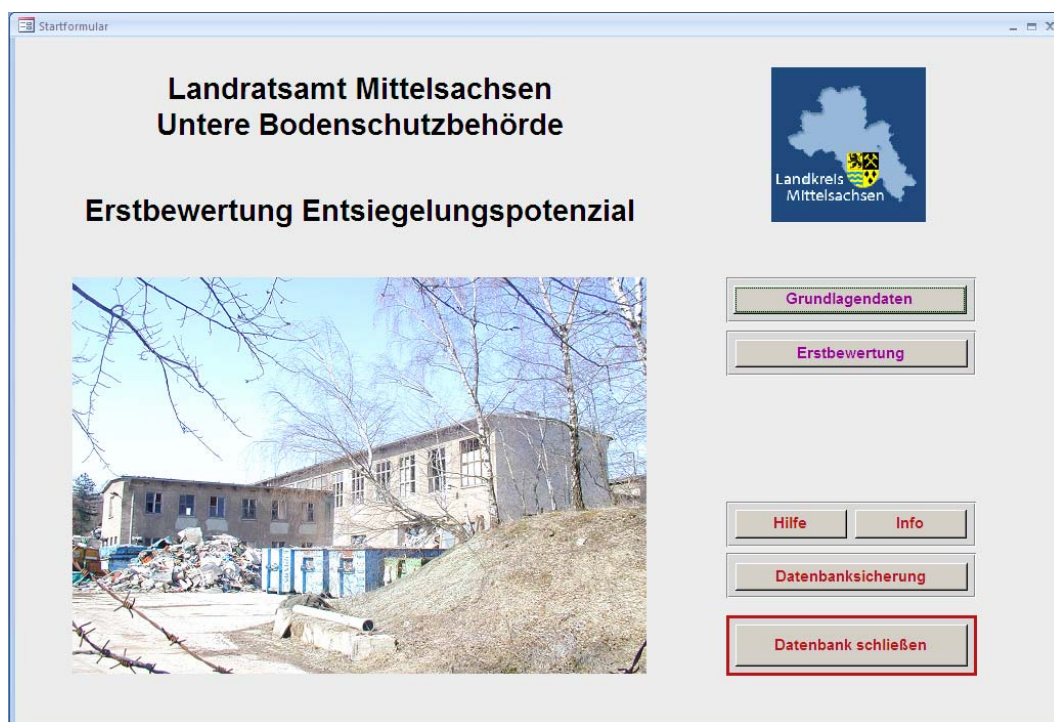 Startformular
Landratsamt Mittelsachsen
Untere Bodenschutzbehörde
Erstbewertung Entsiegelungspotenzial
Landkreis
Mittelsachsen
Grundlagendaten
Erstbewertung
Hilfe
Info
Datenbanksicherung
Datenbank schließen